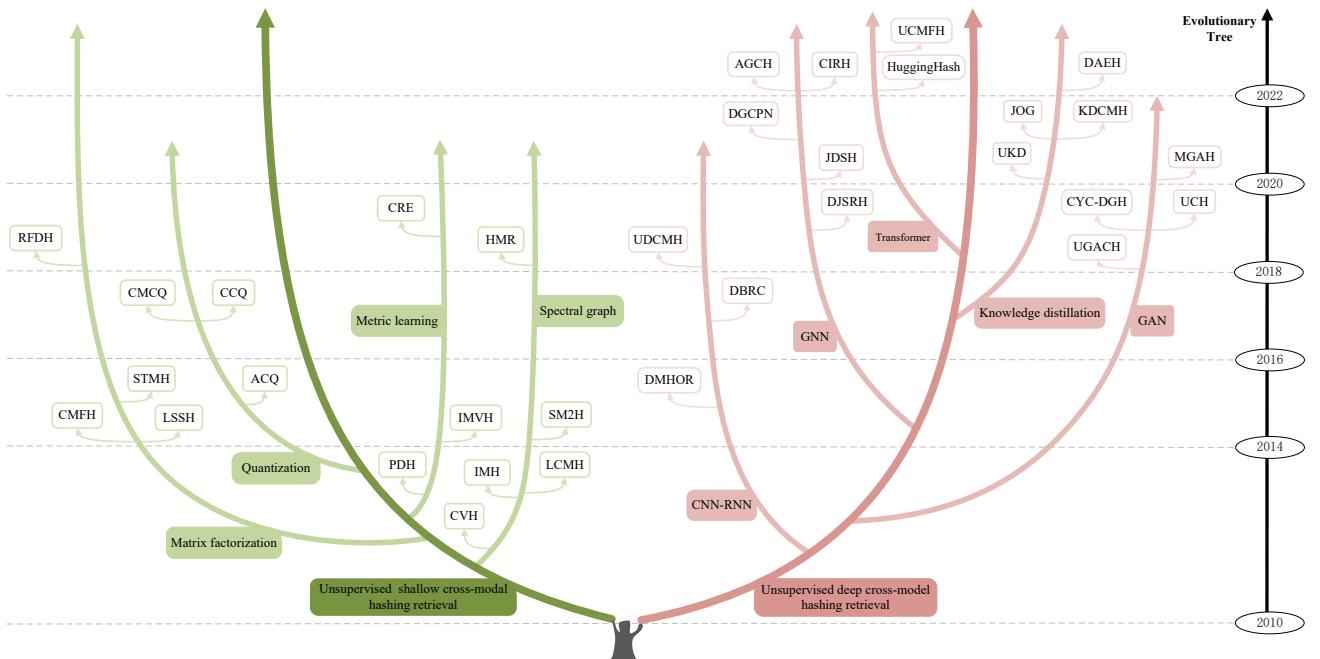 Evolutionary
Tree
UCMFH
AGCH
CIRH
HuggingHash
DAEH
2022
DGCPN
JOG
KDCMH
JDSH
UKD
MGAH
2020
CRE
DJSRH
CYC-DGH
UCH
RFDH
HMR
UDCMH
Transformer
UGACH
2018
CMCQ
CCQ
DBRC
Metric learning
Spectral graph
GNN
Knowledge distillation
GAN
2016
STMH
ACQ
DMHOR
CMFH
LSSH
IMVH
SM2H
2014
Quantization
PDH
IMH
LCMH
CNN-RNN
CVH
Matrix factorization
Unsupervised shallow cross-modal
hashing retrieval
Unsupervised deep cross-model
hashing retrieval
2010